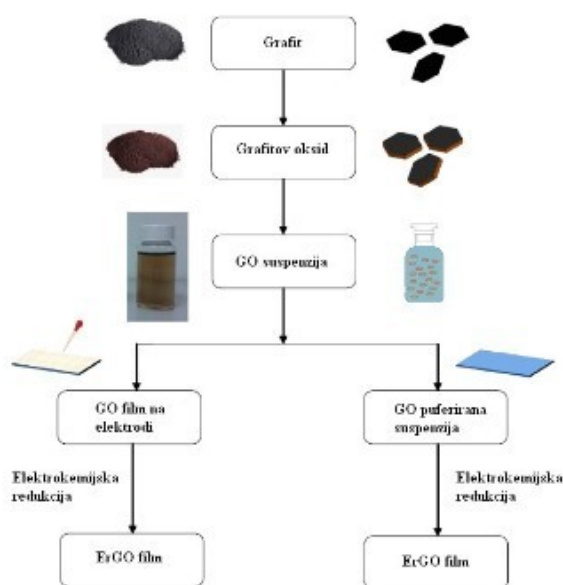 Grafit
Grafitov oksid
GO suspenzija
GO film na
elektrodi
GO puferirana
suspenzija
Elektrokemijska
redukcija
Elektrokemijska
redukcija
ErGO film
ErGO film